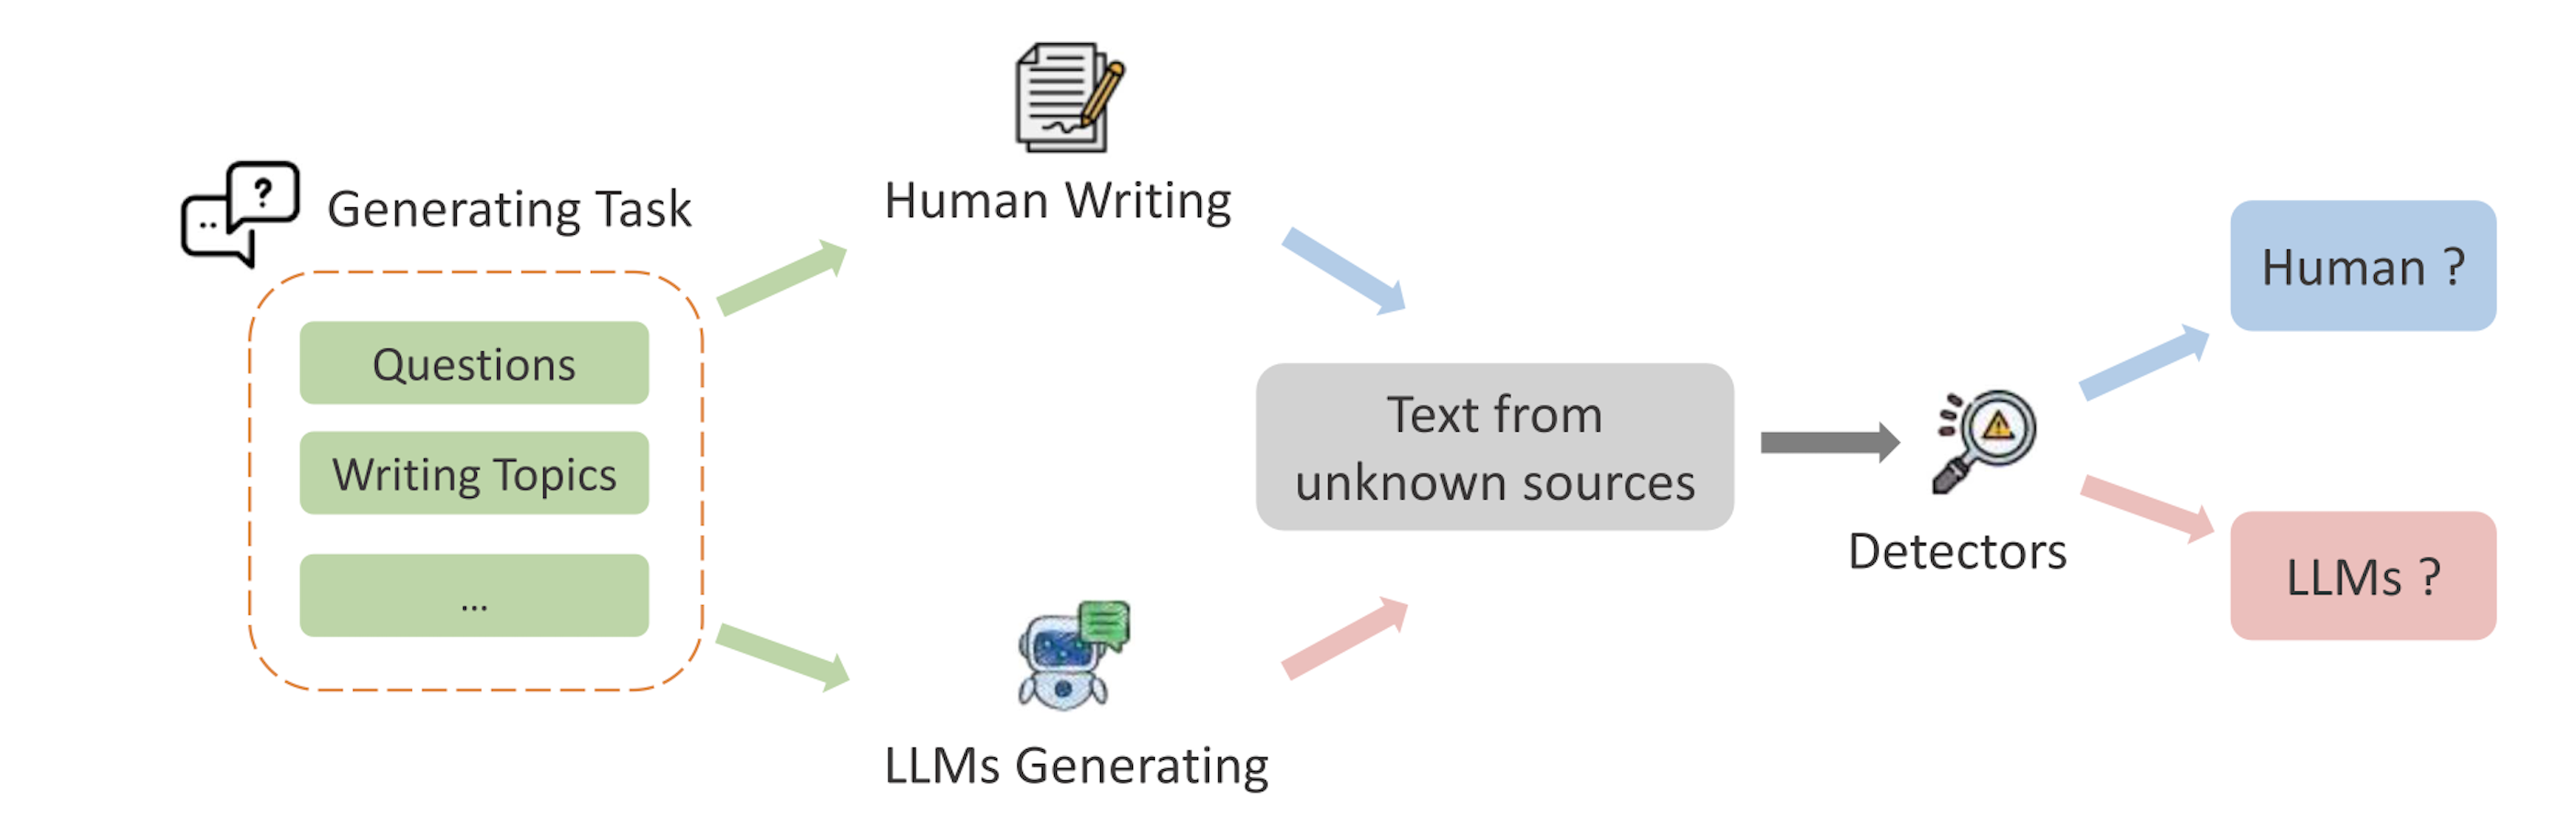 Generating Task
Questions
Writing Topics
...
Human Writing
LLMs Generating
Text from
unknown sources
Detectors
Human ?
LLMs ?